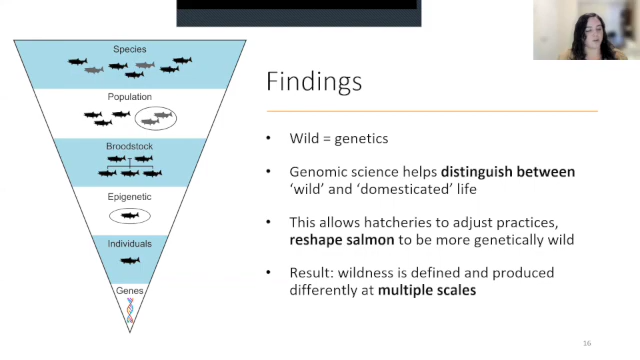 Species
Population
Broodstock
Epigenetic
Individuals
Genes
Findings
• Wild = genetics
• Genomic science helps distinguish between
'wild' and 'domesticated' life
• This allows hatcheries to adjust practices,
reshape salmon to be more genetically wild
• Result: wildness is defined and produced
differently at multiple scales
16